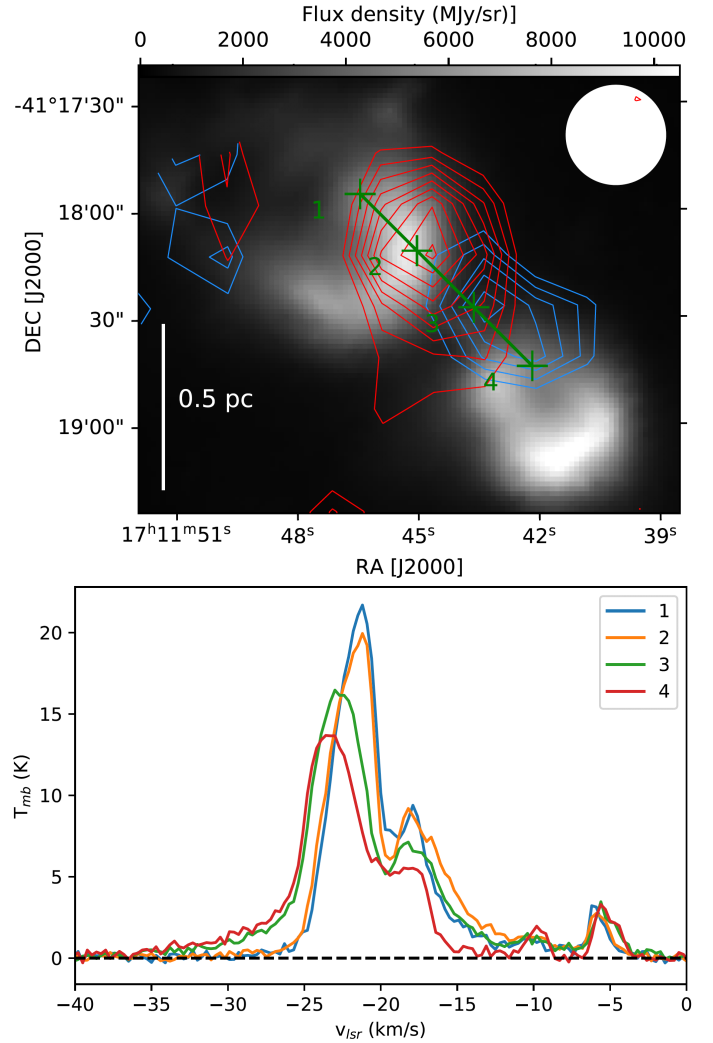 Flux density (MJy/sr)]
0 2000 4000 6000 8000 10000
-41°17'30"
18'00"
30"
19'00"
DEC [J2000]
1
2
3
4
0.5 pc
17ʰ11ᵐ51ˢ 48ˢ 45ˢ 42ˢ 39ˢ
RA [J2000]
1
2
3
4
20
15
10
5
0
T_mb (K)
−40 −35 −30 −25 −20 −15 −10 −5 0
v_lsr (km/s)